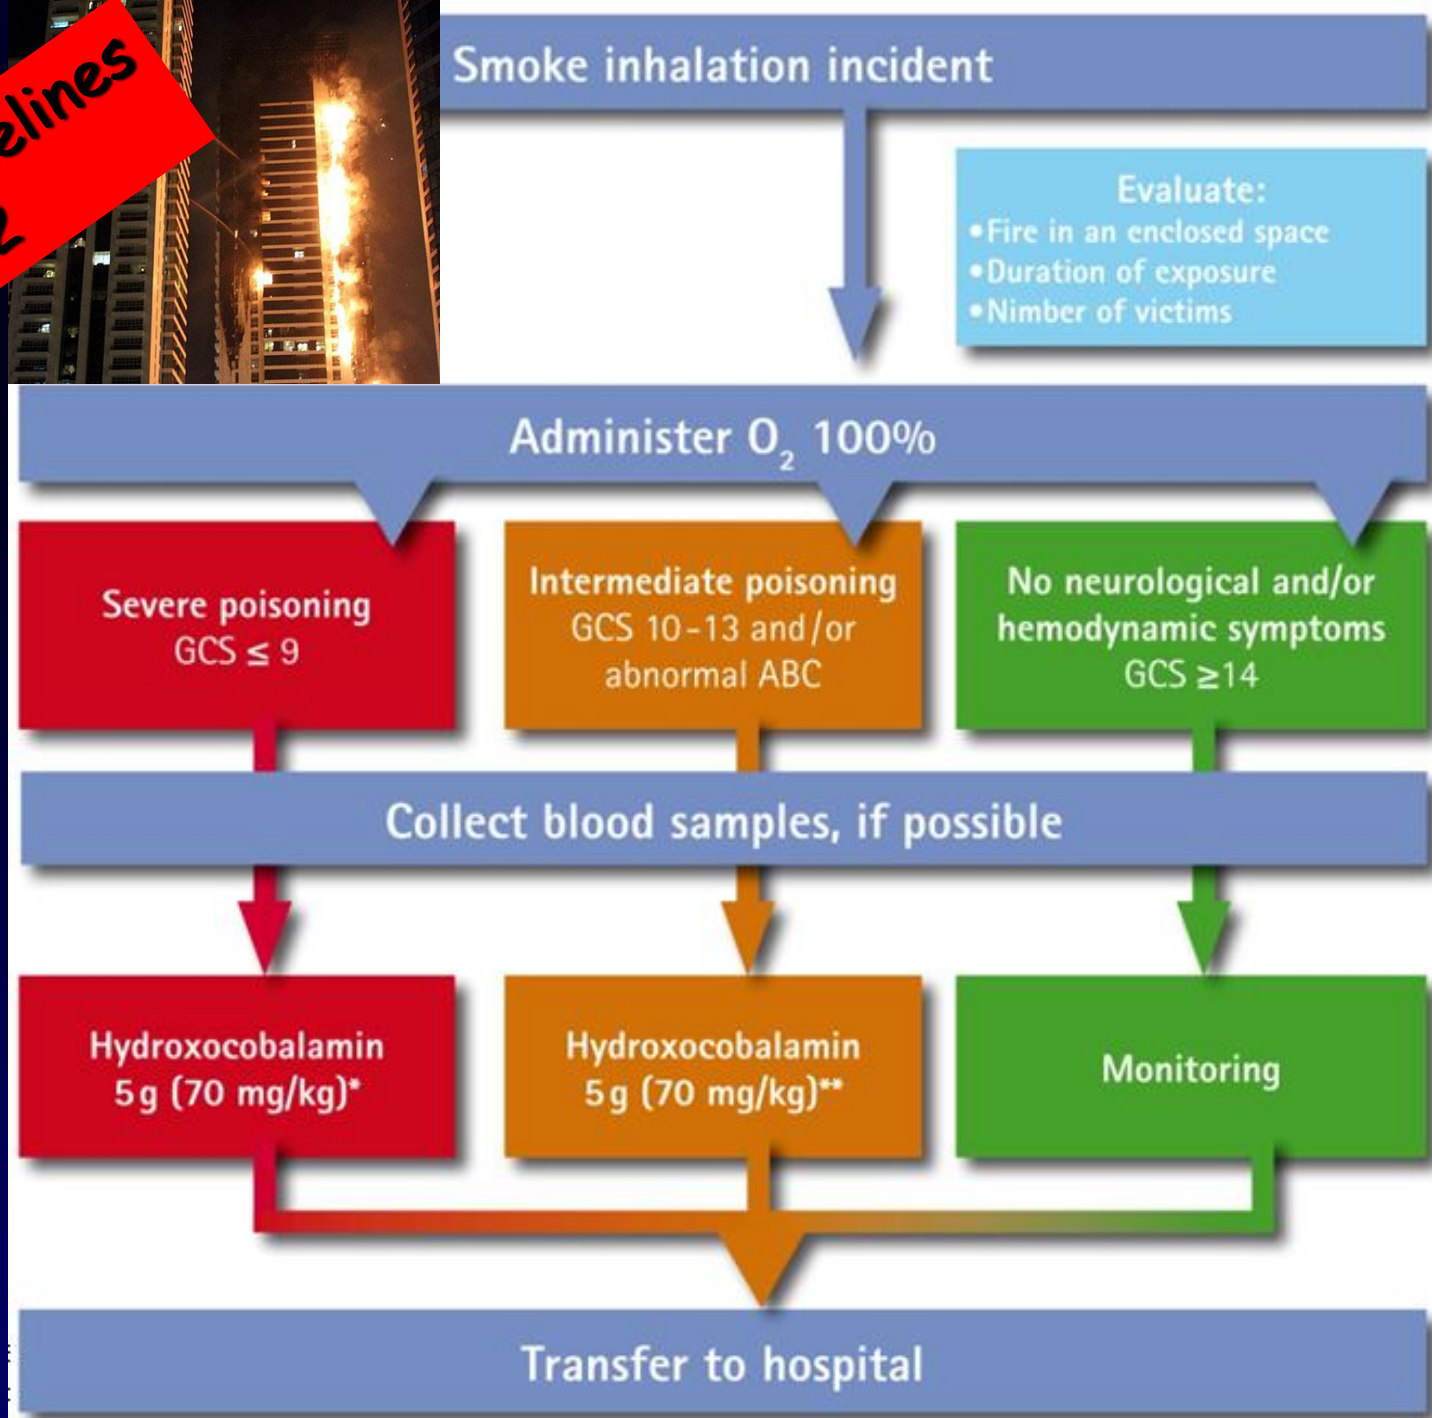 elines
2
Smoke inhalation incident
Evaluate:
•Fire in an enclosed space
•Duration of exposure
•Nimber of victims
Administer O₂ 100%
Severe poisoning
GCS ≤ 9
Intermediate poisoning
GCS 10-13 and/or
abnormal ABC
No neurological and/or
hemodynamic symptoms
GCS ≥14
Collect blood samples, if possible
Hydroxocobalamin
5g (70 mg/kg)*
Hydroxocobalamin
5g (70 mg/kg)**
Monitoring
Transfer to hospital